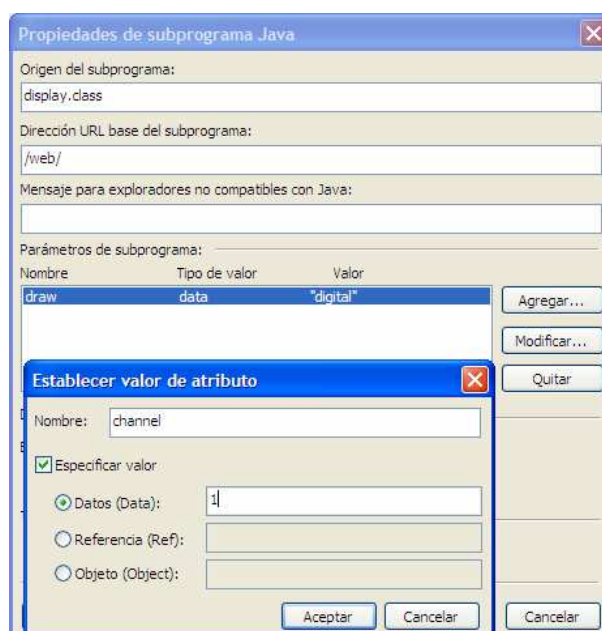 Propiedades de subprograma Java
Origen del subprograma:
display.class
Dirección URL base del subprograma:
/web/
Mensaje para exploradores no compatibles con Java:
Parámetros de subprograma:
Nombre Tipo de valor Valor
draw data "digital"
Agregar...
Modificar...
Quitar
Establecer valor de atributo
Nombre: channel
Especificar valor
Datos (Data): 1
Referencia (Ref):
Objeto (Object):
Aceptar Cancelar Cancelar